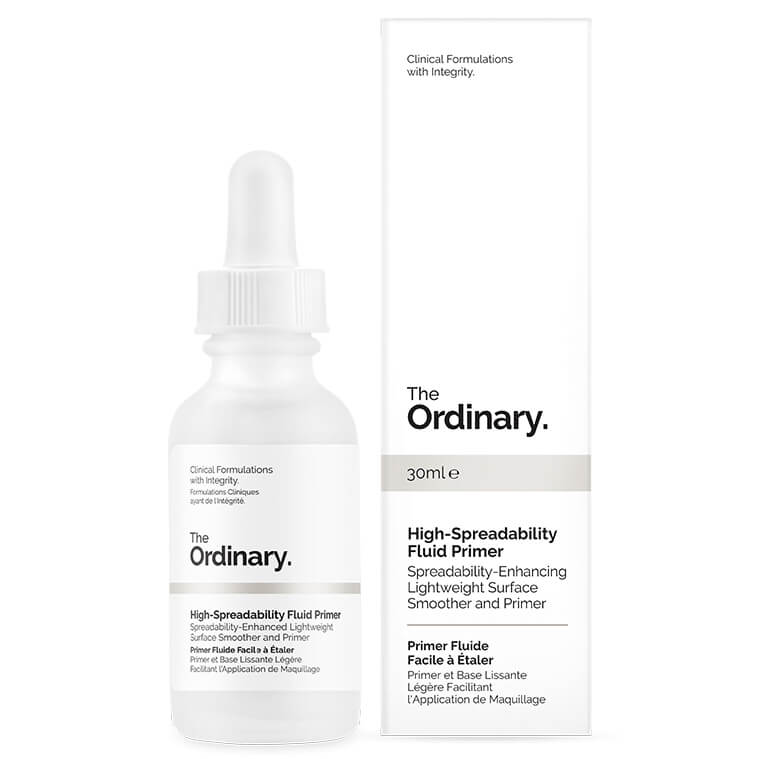 Clinical Formulations
with Integrity.
Formulations Cliniques
ayant de l'Intégrité.
The
Ordinary.
High-Spreadability Fluid Primer
Spreadability-Enhanced Lightweight
Surface Smoother and Primer
Primer Fluide Facile à Étaler
Primer et Base Lissante Légère
Facilitant l'Application de Maquillage
Clinical Formulations
with Integrity.
The
Ordinary.
30ml e
High-Spreadability
Fluid Primer
Spreadability-Enhancing
Lightweight Surface
Smoother and Primer
Primer Fluide
Facile à Étaler
Primer et Base Lissante
Légère Facilitant
l'Application de Maquillage